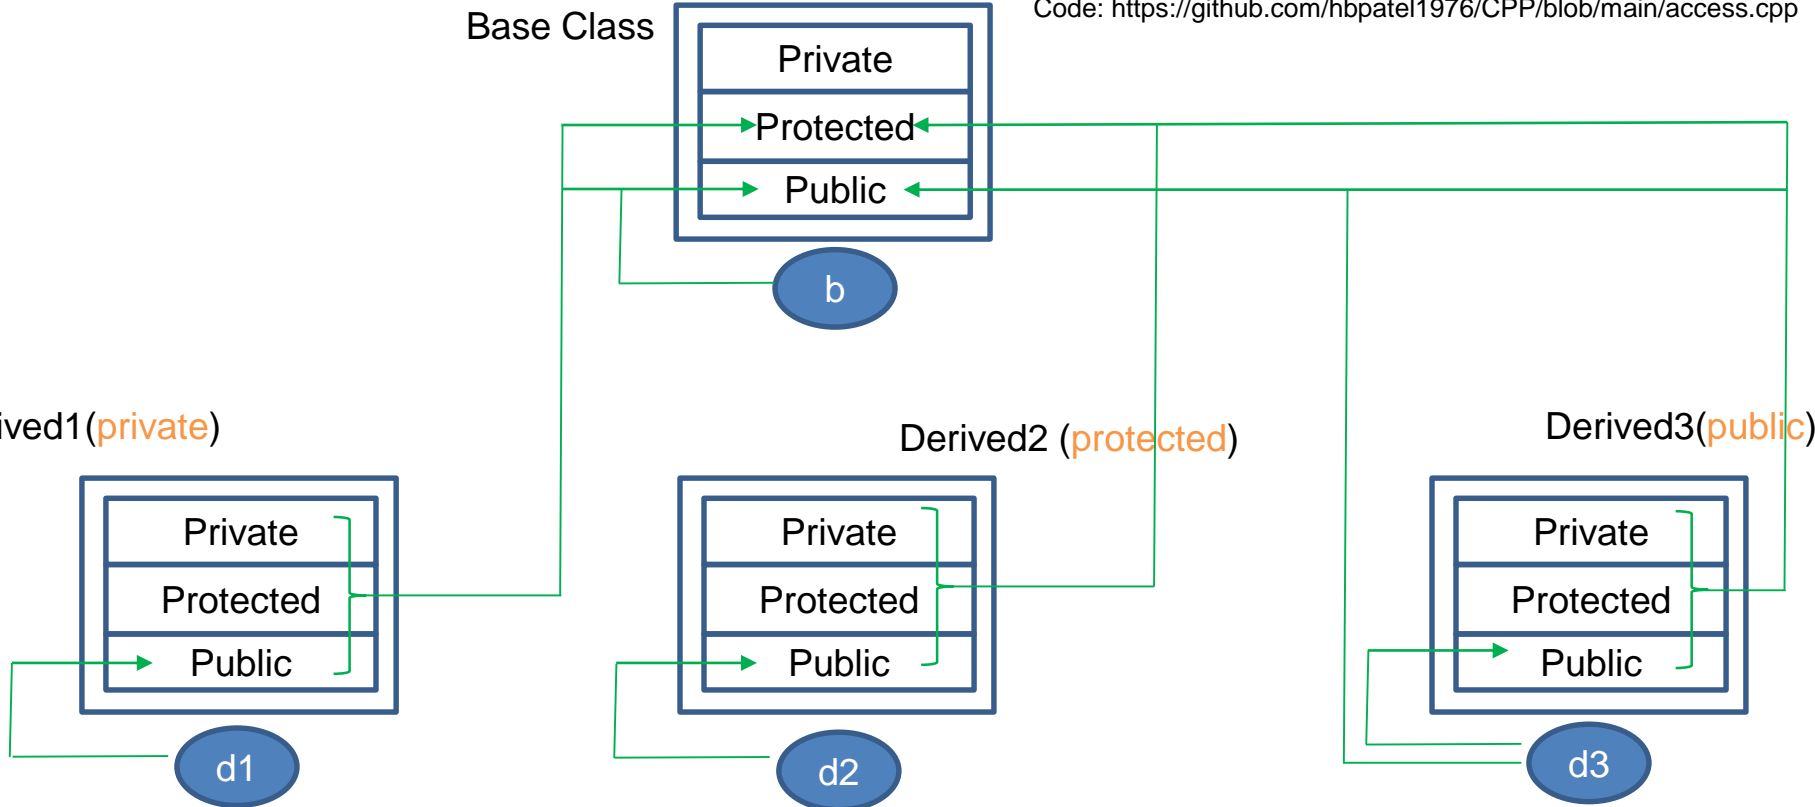 Code: https://github.com/hbpatel1976/CPP/blob/main/access.cpp
Base Class
Private
Protected
Public
b
ived1(private)
Derived2 (protected)
Derived3(public)
Private
Protected
Public
d1
Private
Protected
Public
d2
Private
Protected
Public
d3